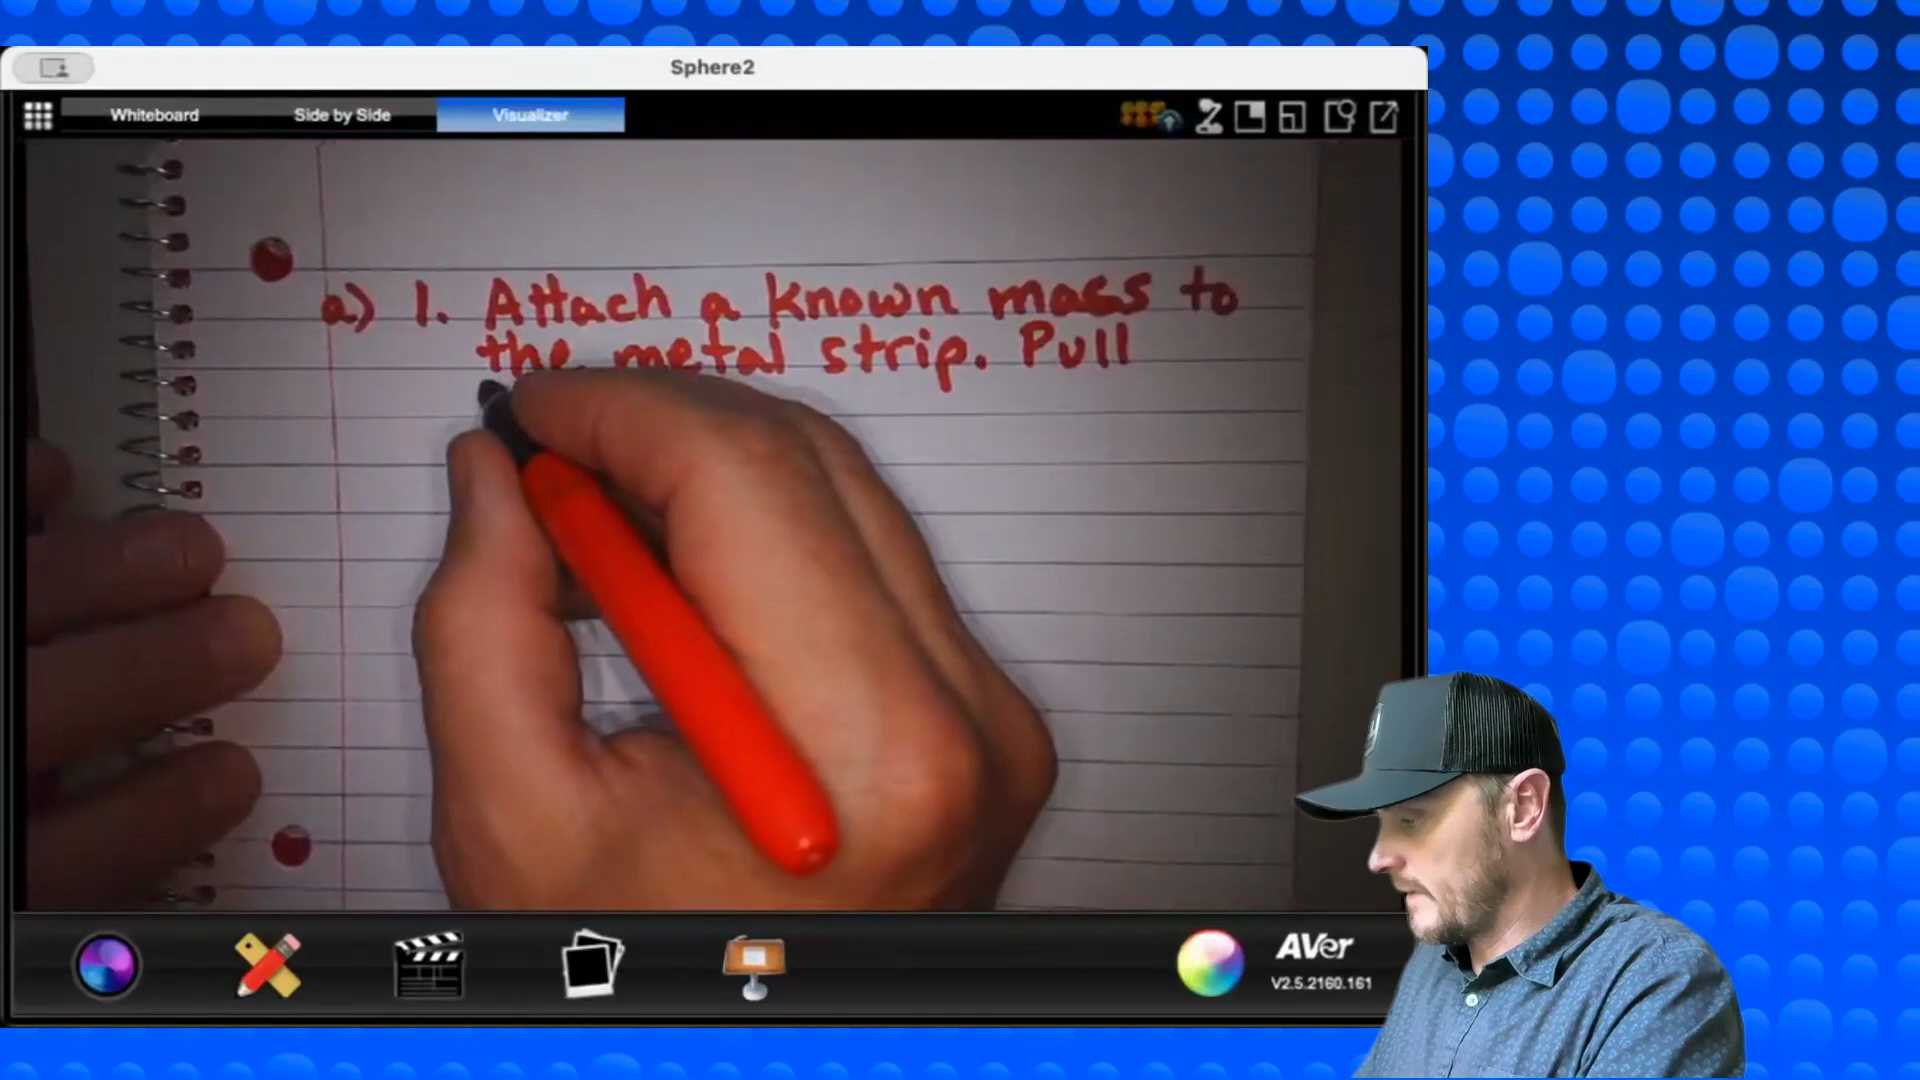 Sphere2
Whiteboard Side by Side Visualizer
a) 1. Attach a known mass to
the metal strip. Pull
AVer
V2.5.2160.161